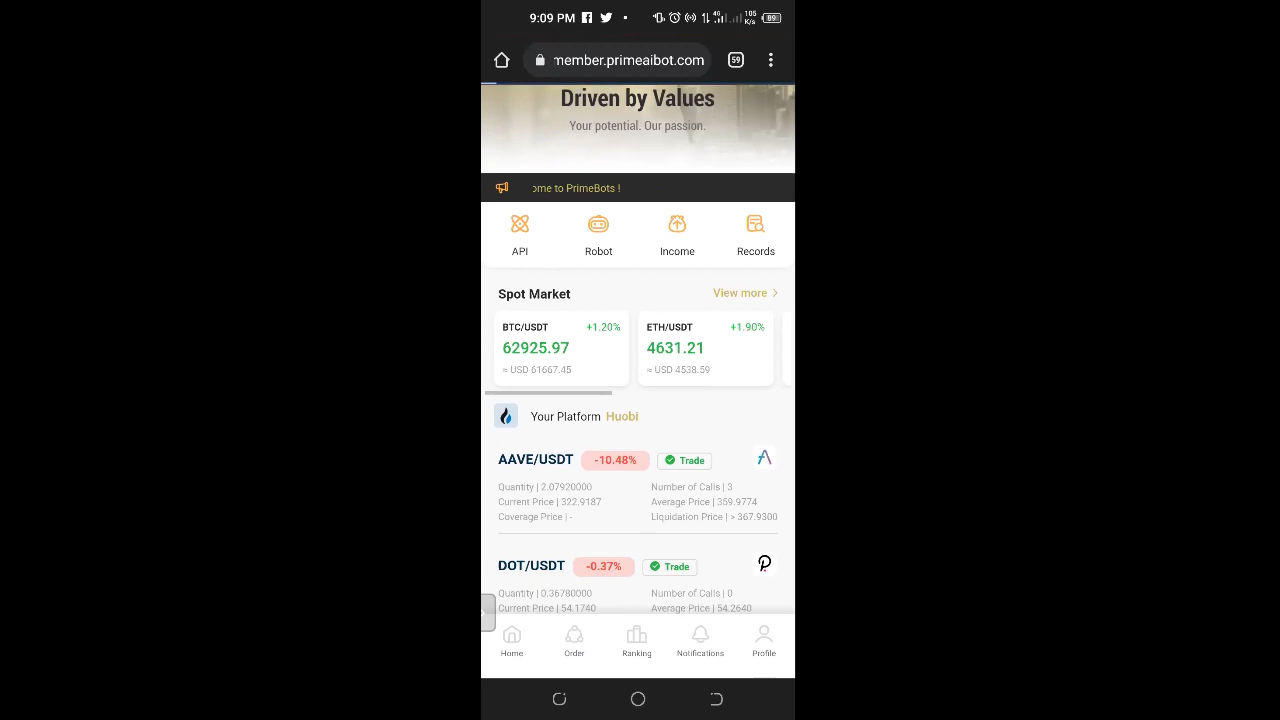 9:09 PM 4G 105 K/s 89
member.primeaibot.com 59
Driven by Values
Your potential. Our passion.
ome to PrimeBots !
API Robot Income Records
Spot Market View more
BTC/USDT +1.20% ETH/USDT +1.90%
62925.97 4631.21
≈ USD 61667.45 ≈ USD 4538.59
Your Platform Huobi
AAVE/USDT -10.48% Trade
Quantity | 2.07920000 Number of Calls | 3
Current Price | 322.9187 Average Price | 359.9774
Coverage Price | - Liquidation Price | > 367.9300
DOT/USDT -0.37% Trade
Quantity | 0.36780000 Number of Calls | 0
Current Price | 54.1740 Average Price | 54.2640
Home Order Ranking Notifications Profile